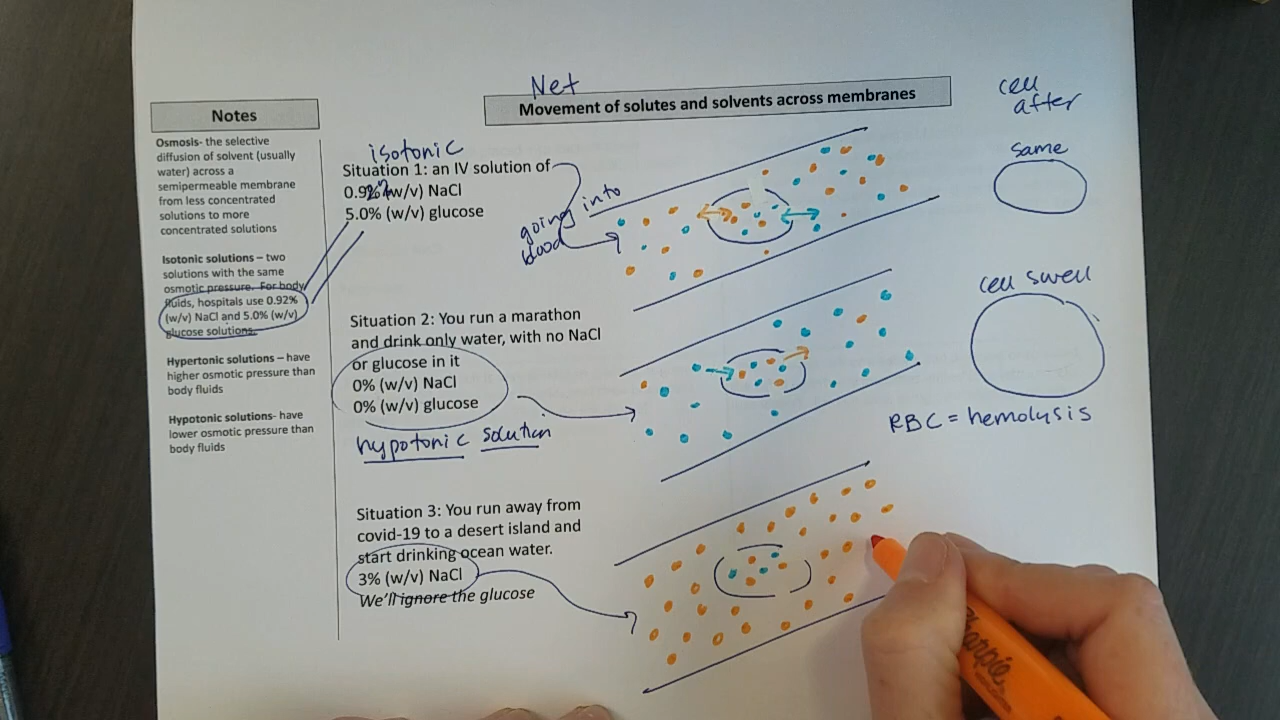 Net
Movement of solutes and solvents across membranes
cell
after
Notes
Osmosis- the selective
diffusion of solvent (usually
water) across a
semipermeable membrane
from less concentrated
solutions to more
concentrated solutions
Isotonic solutions – two
solutions with the same
osmotic pressure. For body
fluids, hospitals use 0.92%
(w/v) NaCl and 5.0% (w/v)
glucose solutions.
Hypertonic solutions – have
higher osmotic pressure than
body fluids
Hypotonic solutions- have
lower osmotic pressure than
body fluids
isotonic
Situation 1: an IV solution of
0.92% (w/v) NaCl
5.0% (w/v) glucose
going into
blood
same
Situation 2: You run a marathon
and drink only water, with no NaCl
or glucose in it
0% (w/v) NaCl
0% (w/v) glucose
hypotonic solution
cell swell
RBC = hemolysis
Situation 3: You run away from
covid-19 to a desert island and
start drinking ocean water.
3% (w/v) NaCl
We'll ignore the glucose
Sharpie